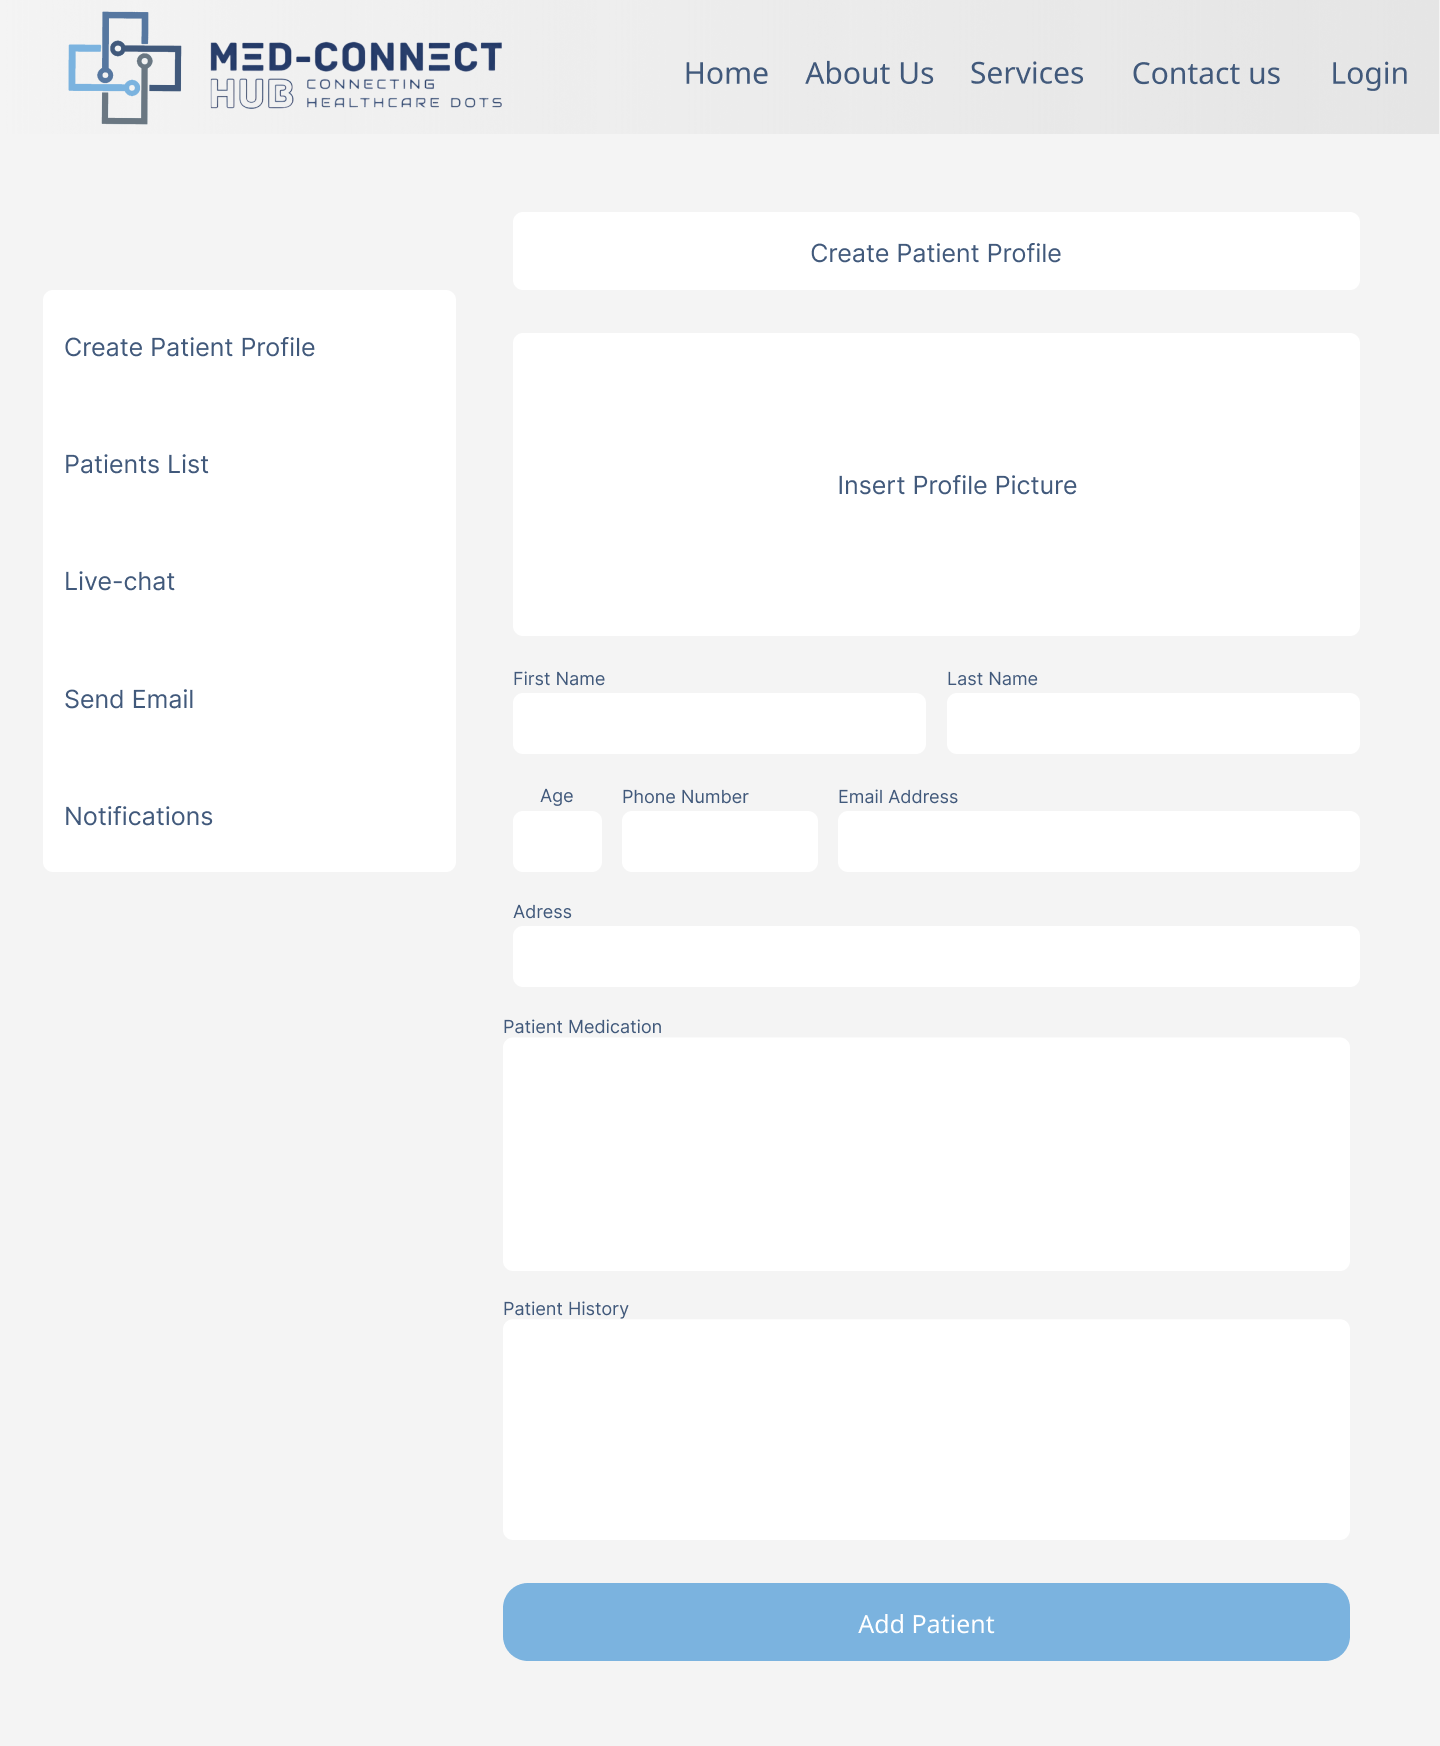 MED-CONNECT
HUB CONNECTING
HEALTHCARE DOTS
Home About Us Services Contact us Login
Create Patient Profile
Create Patient Profile
Patients List
Live-chat
Send Email
Notifications
Insert Profile Picture
First Name Last Name
Age Phone Number Email Address
Adress
Patient Medication
Patient History
Add Patient